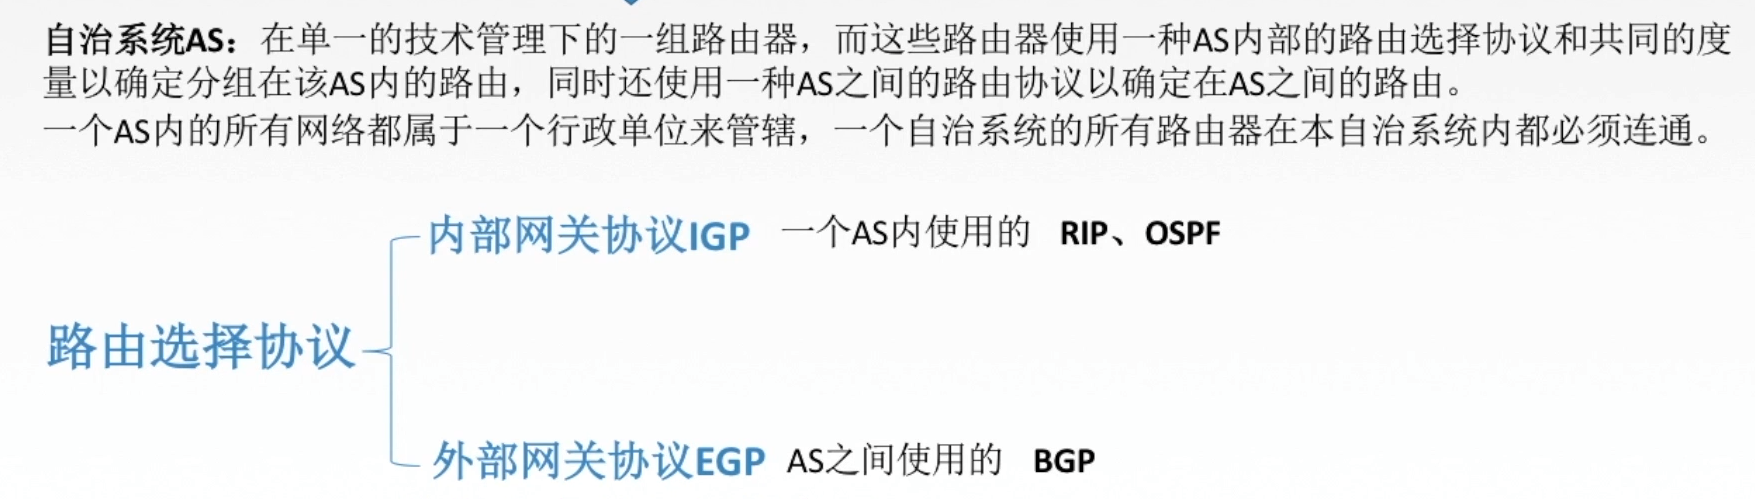 自治系统AS：在单一的技术管理下的一组路由器，而这些路由器使用一种AS内部的路由选择协议和共同的度
量以确定分组在该AS内的路由，同时还使用一种AS之间的路由协议以确定在AS之间的路由。
一个AS内的所有网络都属于一个行政单位来管辖，一个自治系统的所有路由器在本自治系统内都必须连通。
内部网关协议IGP 一个AS内使用的 RIP、OSPF
路由选择协议
外部网关协议EGP AS之间使用的 BGP